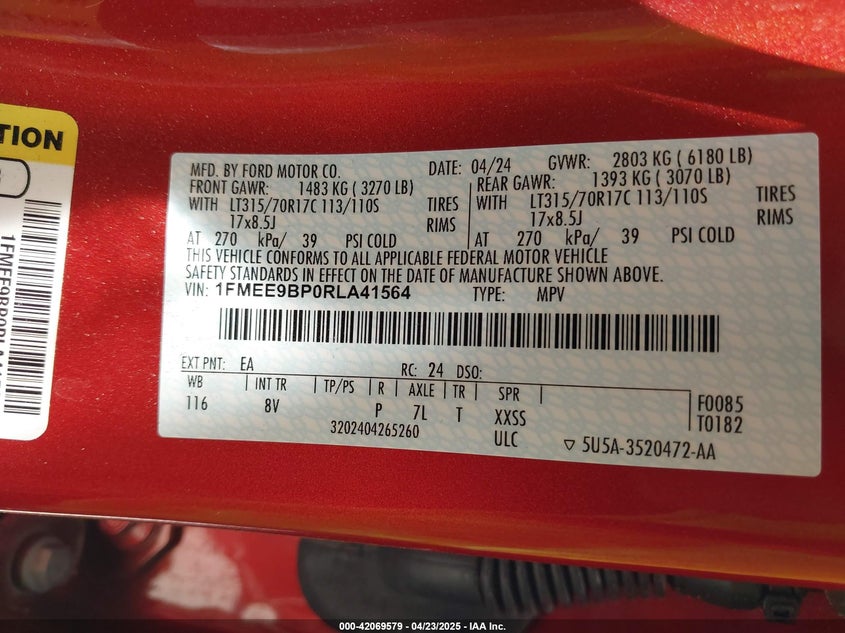 TION
1FMEE9BP0RLA41564
MFD. BY FORD MOTOR CO. DATE: 04/24 GVWR: 2803 KG ( 6180 LB)
FRONT GAWR: 1483 KG ( 3270 LB) REAR GAWR: 1393 KG ( 3070 LB)
WITH LT315/70R17C 113/110S TIRES WITH LT315/70R17C 113/110S TIRES
17x8.5J RIMS 17x8.5J RIMS
AT 270 kPa/ 39 PSI COLD AT 270 kPa/ 39 PSI COLD
THIS VEHICLE CONFORMS TO ALL APPLICABLE FEDERAL MOTOR VEHICLE
SAFETY STANDARDS IN EFFECT ON THE DATE OF MANUFACTURE SHOWN ABOVE.
VIN: 1FMEE9BP0RLA41564 TYPE: MPV
EXT PNT: EA RC: 24 DSO:
WB INT TR TP/PS R AXLE TR SPR
116 8V P 7L T XXSS F0085
3202404265260 ULC T0182
5U5A-3520472-AA
000-42069579 - 04/23/2025 - IAA Inc.